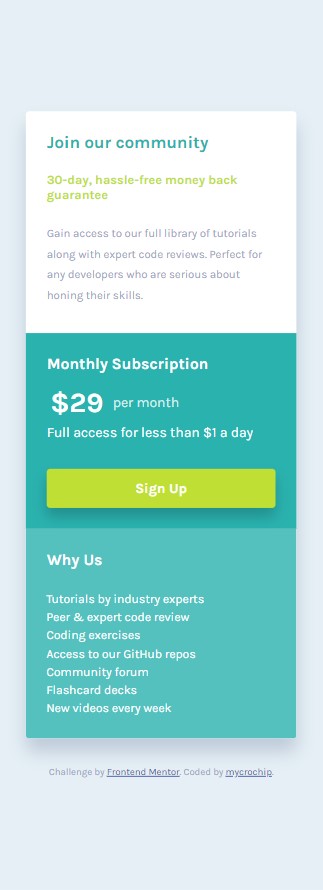 Join our community
30-day, hassle-free money back
guarantee
Gain access to our full library of tutorials
along with expert code reviews. Perfect for
any developers who are serious about
honing their skills.
Monthly Subscription
$29 per month
Full access for less than $1 a day
Sign Up
Why Us
Tutorials by industry experts
Peer & expert code review
Coding exercises
Access to our GitHub repos
Community forum
Flashcard decks
New videos every week
Challenge by Frontend Mentor. Coded by mycrochip.